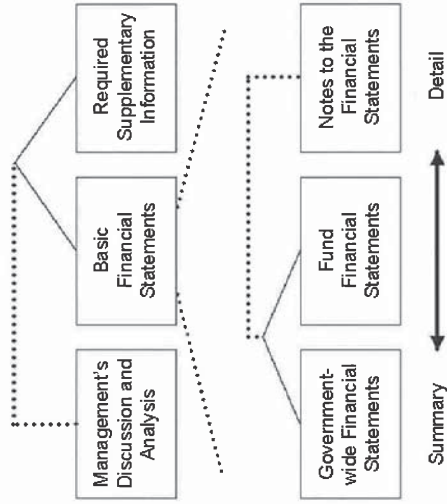 Management's
Discussion and
Analysis
Basic
Financial
Statements
Required
Supplementary
Information
Government-
wide Financial
Statements
Fund
Financial
Statements
Notes to the
Financial
Statements
Summary
Detail